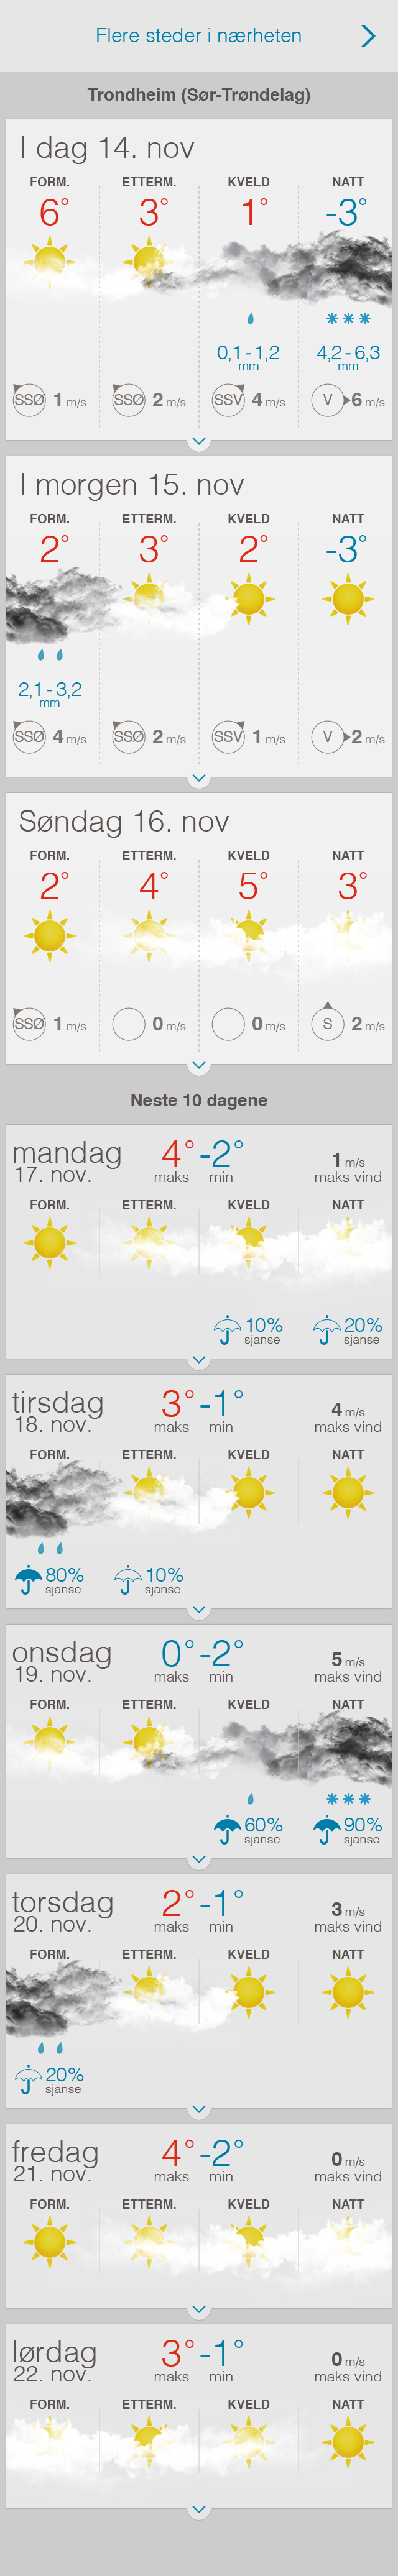 Flere steder i nærheten
Trondheim (Sør-Trøndelag)
I dag 14. nov
FORM. ETTERM. KVELD NATT
6° 3° 1° -3°
0,1 - 1,2 4,2 - 6,3
mm mm
SSØ 1 m/s SSØ 2 m/s SSV 4 m/s V 6 m/s
I morgen 15. nov
FORM. ETTERM. KVELD NATT
2° 3° 2° -3°
2,1 - 3,2
mm
SSØ 4 m/s SSØ 2 m/s SSV 1 m/s V 2 m/s
Søndag 16. nov
FORM. ETTERM. KVELD NATT
2° 4° 5° 3°
SSØ 1 m/s 0 m/s 0 m/s S 2 m/s
Neste 10 dagene
mandag 4° -2° 1 m/s
17. nov. maks min maks vind
FORM. ETTERM. KVELD NATT
10% 20%
sjanse sjanse
tirsdag 3° -1° 4 m/s
18. nov. maks min maks vind
FORM. ETTERM. KVELD NATT
80% 10%
sjanse sjanse
onsdag 0° -2° 5 m/s
19. nov. maks min maks vind
FORM. ETTERM. KVELD NATT
60% 90%
sjanse sjanse
torsdag 2° -1° 3 m/s
20. nov. maks min maks vind
FORM. ETTERM. KVELD NATT
20%
sjanse
fredag 4° -2° 0 m/s
21. nov. maks min maks vind
FORM. ETTERM. KVELD NATT
lørdag 3° -1° 0 m/s
22. nov. maks min maks vind
FORM. ETTERM. KVELD NATT